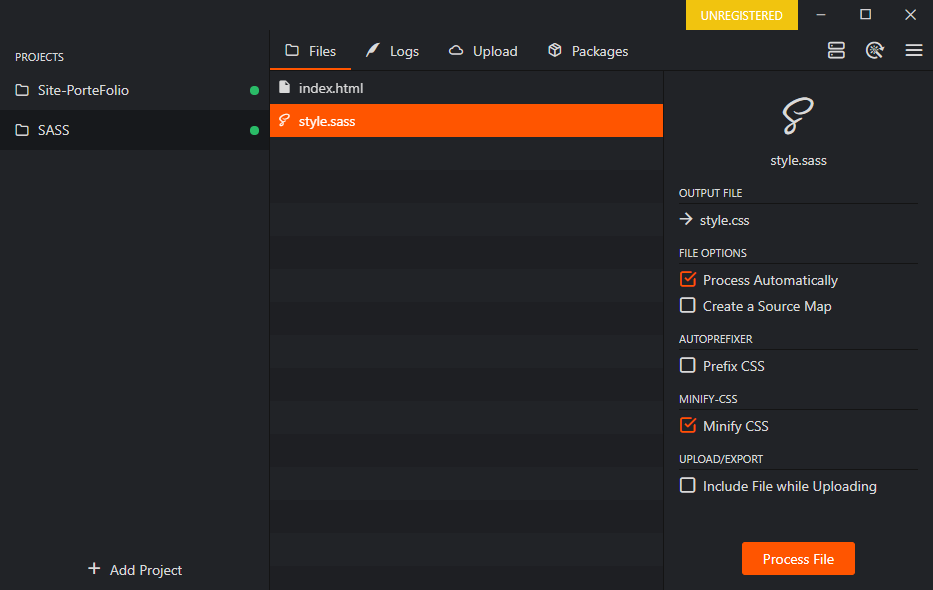 UNREGISTERED
PROJECTS
Site-PorteFolio
SASS
Add Project
Files
Logs
Upload
Packages
index.html
style.sass
style.sass
OUTPUT FILE
style.css
FILE OPTIONS
Process Automatically
Create a Source Map
AUTOPREFIXER
Prefix CSS
MINIFY-CSS
Minify CSS
UPLOAD/EXPORT
Include File while Uploading
Process File